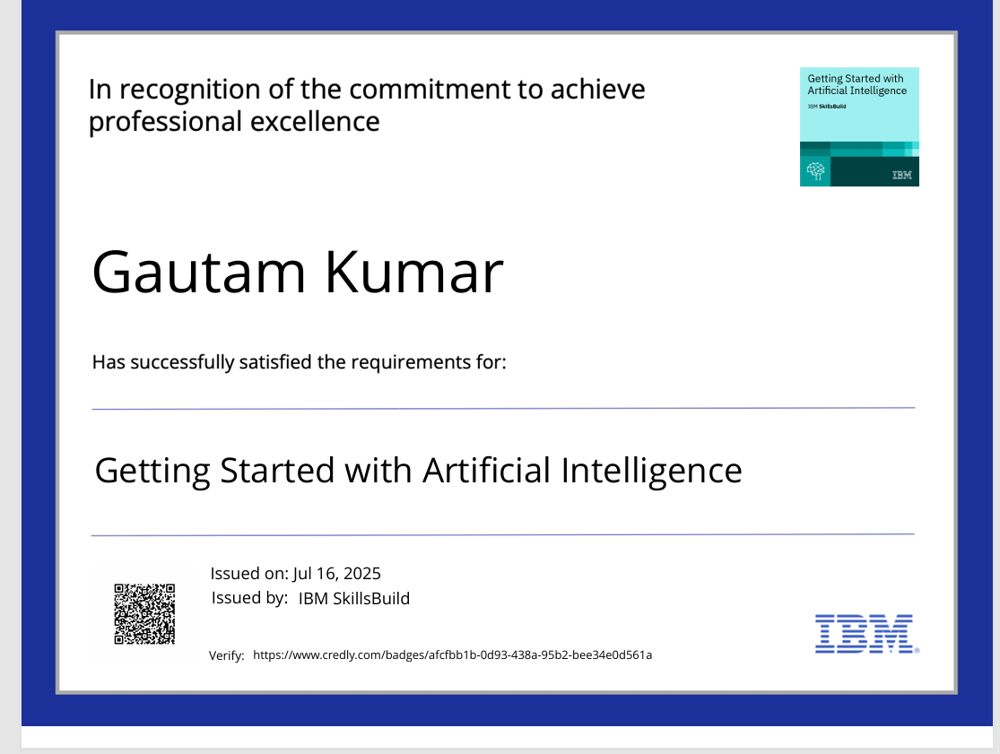 In recognition of the commitment to achieve
professional excellence
Getting Started with
Artificial Intelligence
IBM SkillsBuild
IBM
Gautam Kumar
Has successfully satisfied the requirements for:
Getting Started with Artificial Intelligence
Issued on: Jul 16, 2025
Issued by: IBM SkillsBuild
Verify: https://www.credly.com/badges/afcfbb1b-0d93-438a-95b2-bee34e0d561a
IBM®